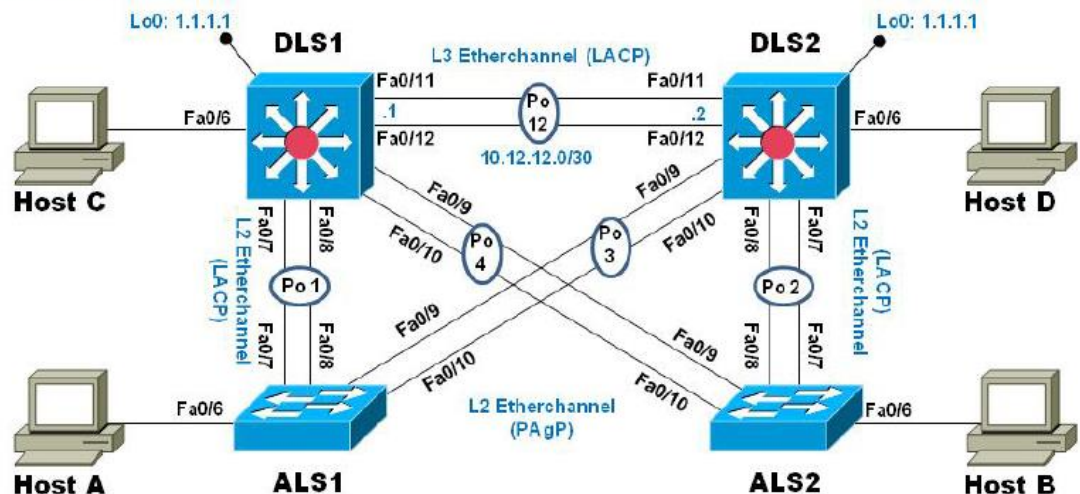 Lo0: 1.1.1.1
DLS1
L3 Etherchannel (LACP)
DLS2
Lo0: 1.1.1.1
Fa0/11
Fa0/11
Fa0/6
.1
Po
12
.2
Fa0/6
Fa0/12
Fa0/12
10.12.12.0/30
Host C
Host D
Fa0/9
Fa0/9
Fa0/10
Fa0/10
Po
4
Po
3
Fa0/7
Fa0/8
L2 Etherchannel
(LACP)
Po 1
Fa0/7
Fa0/8
Fa0/8
Fa0/7
L2 Etherchannel
(LACP)
Po 2
Fa0/8
Fa0/7
Fa0/9
Fa0/10
Fa0/9
Fa0/10
L2 Etherchannel
(PAgP)
Fa0/6
Fa0/6
Host A
ALS1
ALS2
Host B